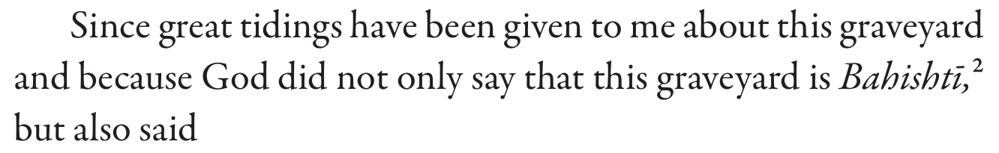 Since great tidings have been given to me about this graveyard
and because God did not only say that this graveyard is Bahishtī,²
but also said